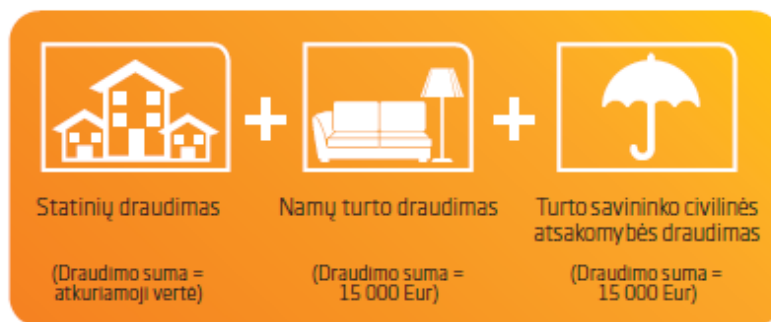 Statinių draudimas
(Draudimo suma =
atkuriamoji vertė)
Namų turto draudimas
(Draudimo suma =
15 000 Eur)
Turto savininko civilinės
atsakomybės draudimas
(Draudimo suma =
15 000 Eur)